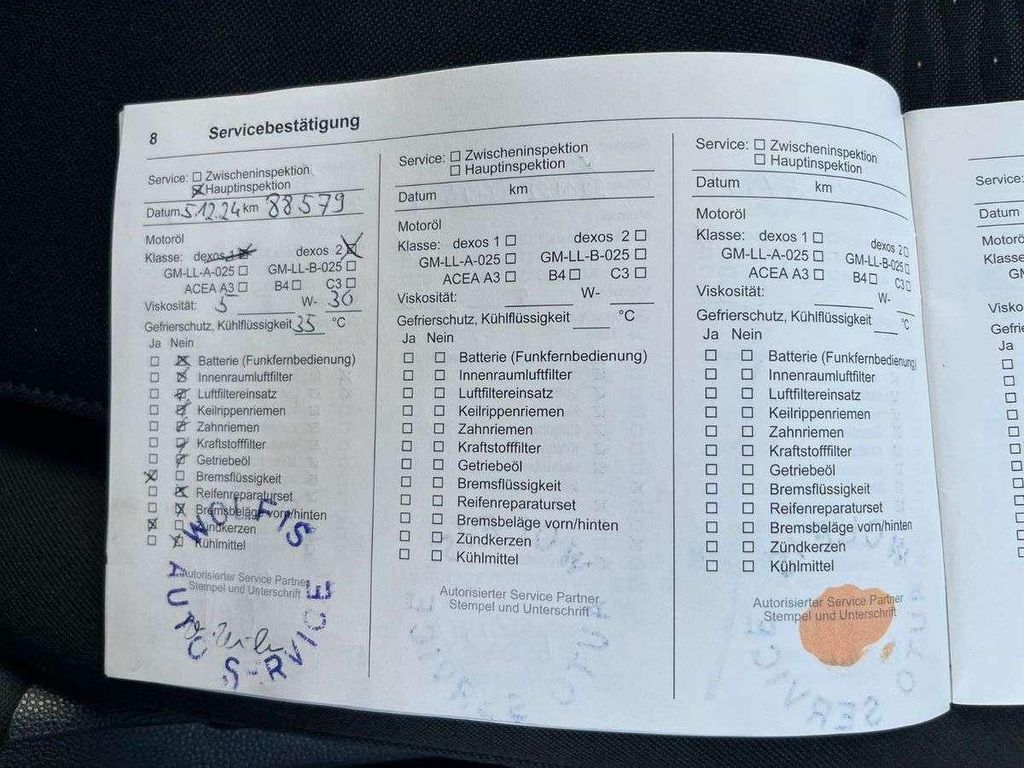 8 Servicebestätigung
Service: ☐ Zwischeninspektion
☒ Hauptinspektion
Datum 5.12.24 km 88579
Motoröl
Klasse: dexos 1 ☒ dexos 2 ☒
GM-LL-A-025 ☐ GM-LL-B-025 ☐
ACEA A3 ☐ B4 ☐ C3 ☐
Viskosität: 5 W- 30
Gefrierschutz, Kühlflüssigkeit 35 °C
Ja Nein
☐ ☒ Batterie (Funkfernbedienung)
☐ ☒ Innenraumluftfilter
☐ ☒ Luftfiltereinsatz
☐ ☒ Keilrippenriemen
☐ ☒ Zahnriemen
☐ ☒ Kraftstofffilter
☐ ☒ Getriebeöl
☒ ☐ Bremsflüssigkeit
☐ ☒ Reifenreparaturset
☐ ☒ Bremsbeläge vorn/hinten
☒ ☐ Zündkerzen
☐ ☒ Kühlmittel
Autorisierter Service Partner
Stempel und Unterschrift
WOLFIS
AUTO SERVICE
Service: ☐ Zwischeninspektion
☐ Hauptinspektion
Datum km
Motoröl
Klasse: dexos 1 ☐ dexos 2 ☐
GM-LL-A-025 ☐ GM-LL-B-025 ☐
ACEA A3 ☐ B4 ☐ C3 ☐
Viskosität: W-
Gefrierschutz, Kühlflüssigkeit °C
Ja Nein
☐ ☐ Batterie (Funkfernbedienung)
☐ ☐ Innenraumluftfilter
☐ ☐ Luftfiltereinsatz
☐ ☐ Keilrippenriemen
☐ ☐ Zahnriemen
☐ ☐ Kraftstofffilter
☐ ☐ Getriebeöl
☐ ☐ Bremsflüssigkeit
☐ ☐ Reifenreparaturset
☐ ☐ Bremsbeläge vorn/hinten
☐ ☐ Zündkerzen
☐ ☐ Kühlmittel
Autorisierter Service Partner
Stempel und Unterschrift
Service: ☐ Zwischeninspektion
☐ Hauptinspektion
Datum km
Motoröl
Klasse: dexos 1 ☐ dexos 2 ☐
GM-LL-A-025 ☐ GM-LL-B-025 ☐
ACEA A3 ☐ B4 ☐ C3 ☐
Viskosität: W-
Gefrierschutz, Kühlflüssigkeit °C
Ja Nein
☐ ☐ Batterie (Funkfernbedienung)
☐ ☐ Innenraumluftfilter
☐ ☐ Luftfiltereinsatz
☐ ☐ Keilrippenriemen
☐ ☐ Zahnriemen
☐ ☐ Kraftstofffilter
☐ ☐ Getriebeöl
☐ ☐ Bremsflüssigkeit
☐ ☐ Reifenreparaturset
☐ ☐ Bremsbeläge vorn/hinten
☐ ☐ Zündkerzen
☐ ☐ Kühlmittel
Autorisierter Service Partner
Stempel und Unterschrift
Service:
Datum
Klasse
Ja